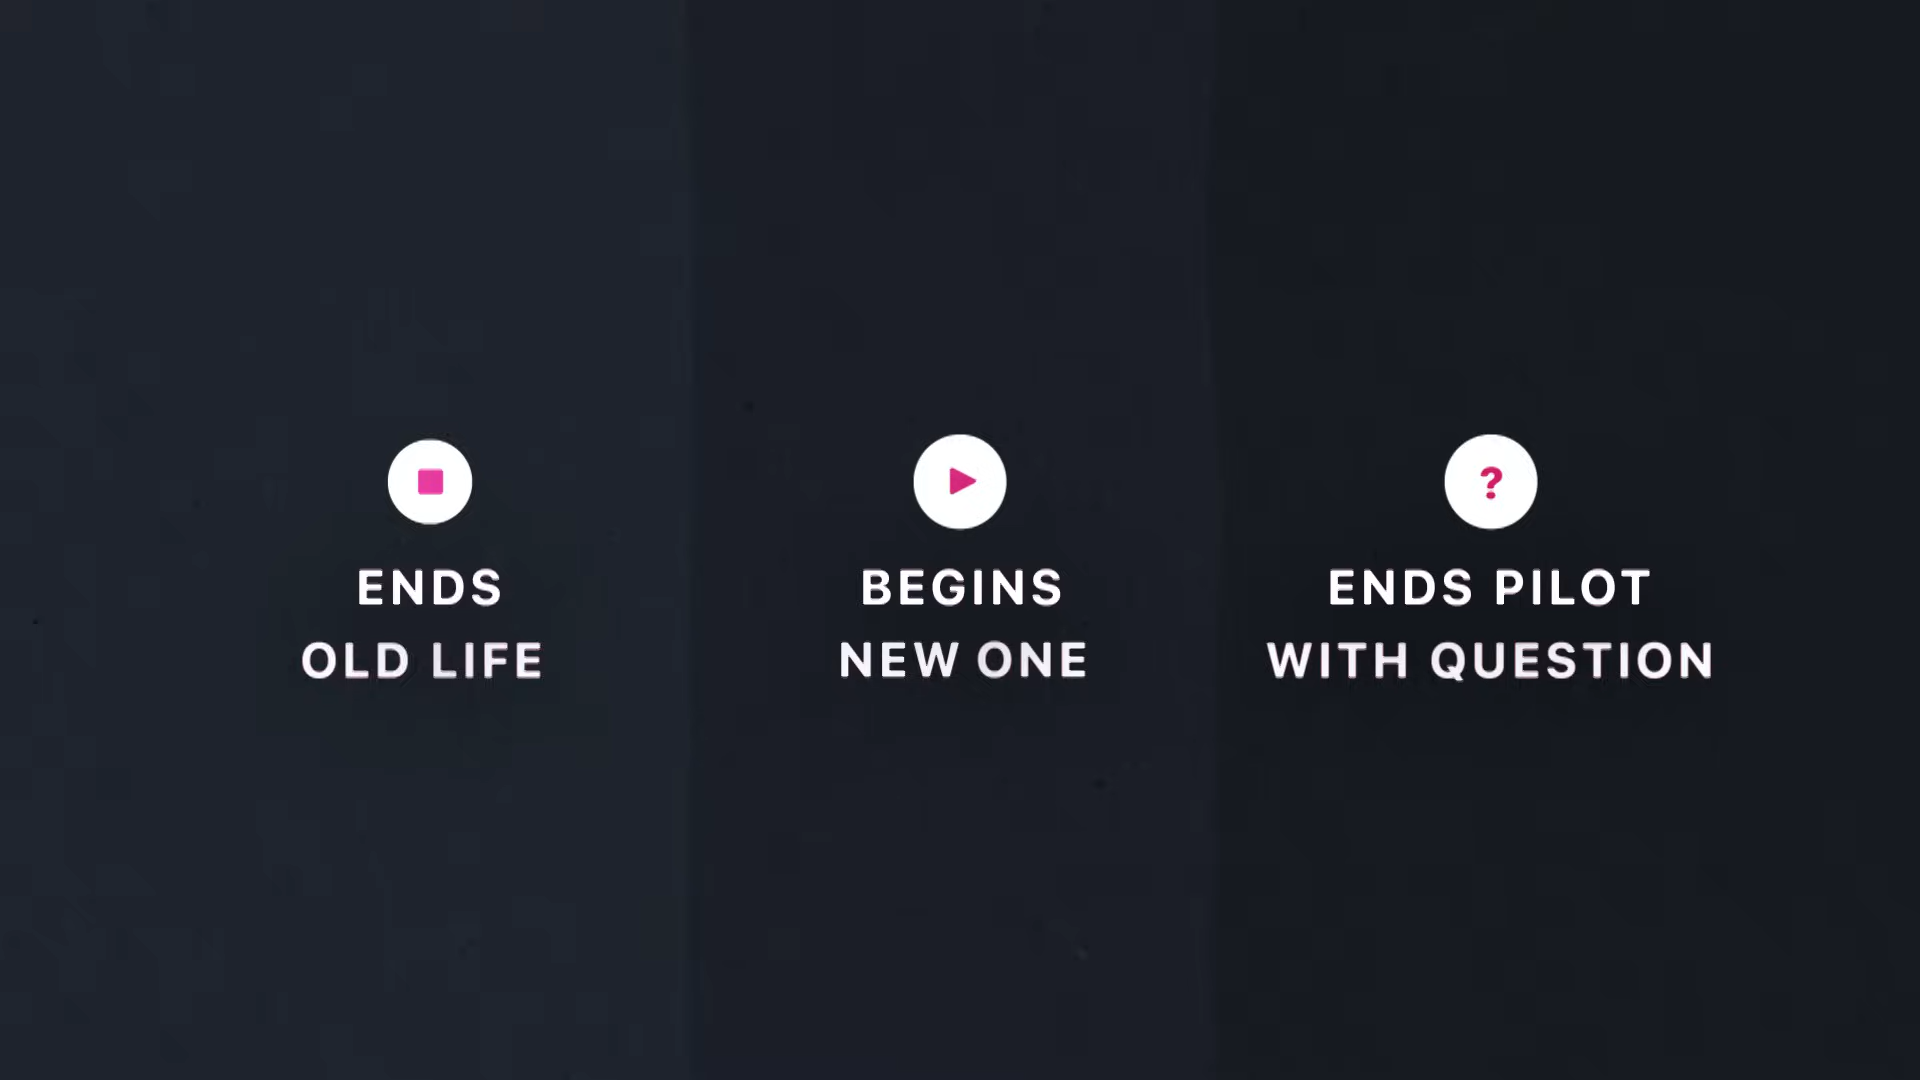 ENDS
OLD LIFE
BEGINS
NEW ONE
?
ENDS PILOT
WITH QUESTION